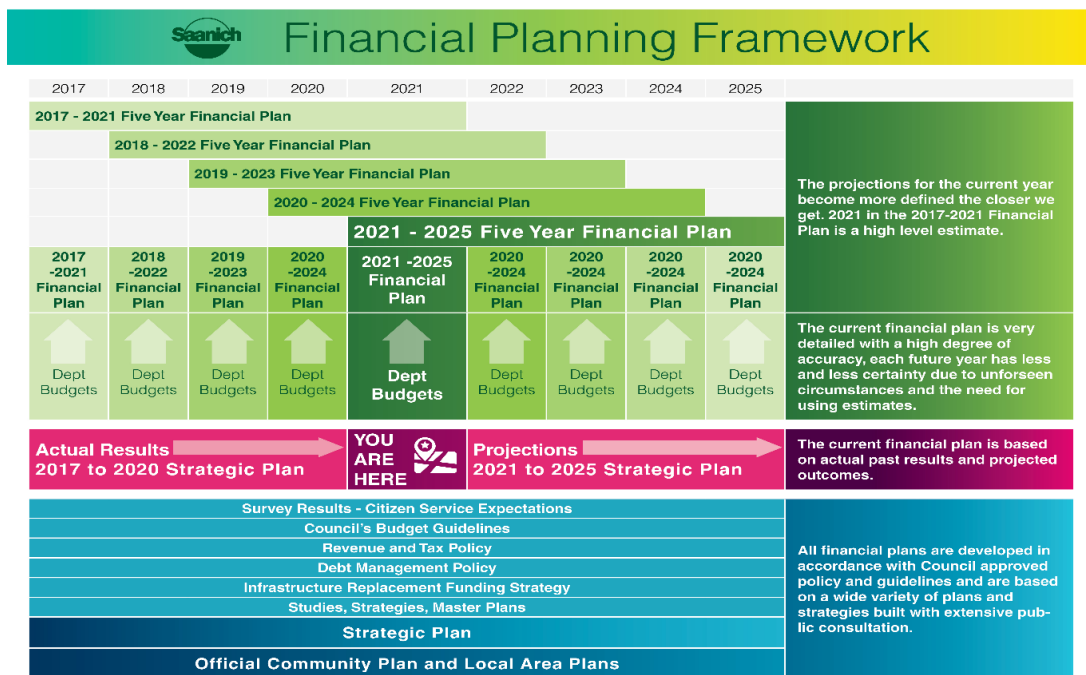 Saanich
Financial Planning Framework
2017 2018 2019 2020 2021 2022 2023 2024 2025
2017 - 2021 Five Year Financial Plan
2018 - 2022 Five Year Financial Plan
2019 - 2023 Five Year Financial Plan
2020 - 2024 Five Year Financial Plan
2021 - 2025 Five Year Financial Plan
The projections for the current year
become more defined the closer we
get. 2021 in the 2017-2021 Financial
Plan is a high level estimate.
2017
-2021
Financial
Plan
2018
-2022
Financial
Plan
2019
-2023
Financial
Plan
2020
-2024
Financial
Plan
2021 -2025
Financial
Plan
2020
-2024
Financial
Plan
2020
-2024
Financial
Plan
2020
-2024
Financial
Plan
2020
-2024
Financial
Plan
Dept
Budgets
Dept
Budgets
Dept
Budgets
Dept
Budgets
Dept
Budgets
Dept
Budgets
Dept
Budgets
Dept
Budgets
Dept
Budgets
The current financial plan is very
detailed with a high degree of
accuracy, each future year has less
and less certainty due to unforseen
circumstances and the need for
using estimates.
Actual Results
2017 to 2020 Strategic Plan
YOU
ARE
HERE
Projections
2021 to 2025 Strategic Plan
The current financial plan is based
on actual past results and projected
outcomes.
Survey Results - Citizen Service Expectations
Council's Budget Guidelines
Revenue and Tax Policy
Debt Management Policy
Infrastructure Replacement Funding Strategy
Studies, Strategies, Master Plans
Strategic Plan
Official Community Plan and Local Area Plans
All financial plans are developed in
accordance with Council approved
policy and guidelines and are based
on a wide variety of plans and
strategies built with extensive pub-
lic consultation.